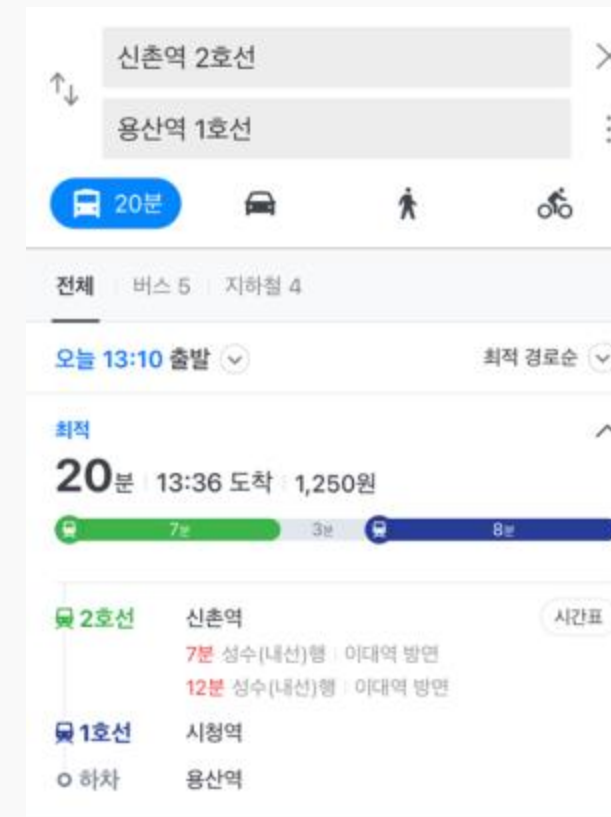 신촌역 2호선
용산역 1호선
20분
전체 버스 5 지하철 4
오늘 13:10 출발 최적 경로순
최적
20분 13:36 도착 1,250원
7분 3분 8분
2호선 신촌역 시간표
7분 성수(내선)행 이대역 방면
12분 성수(내선)행 이대역 방면
1호선 시청역
하차 용산역